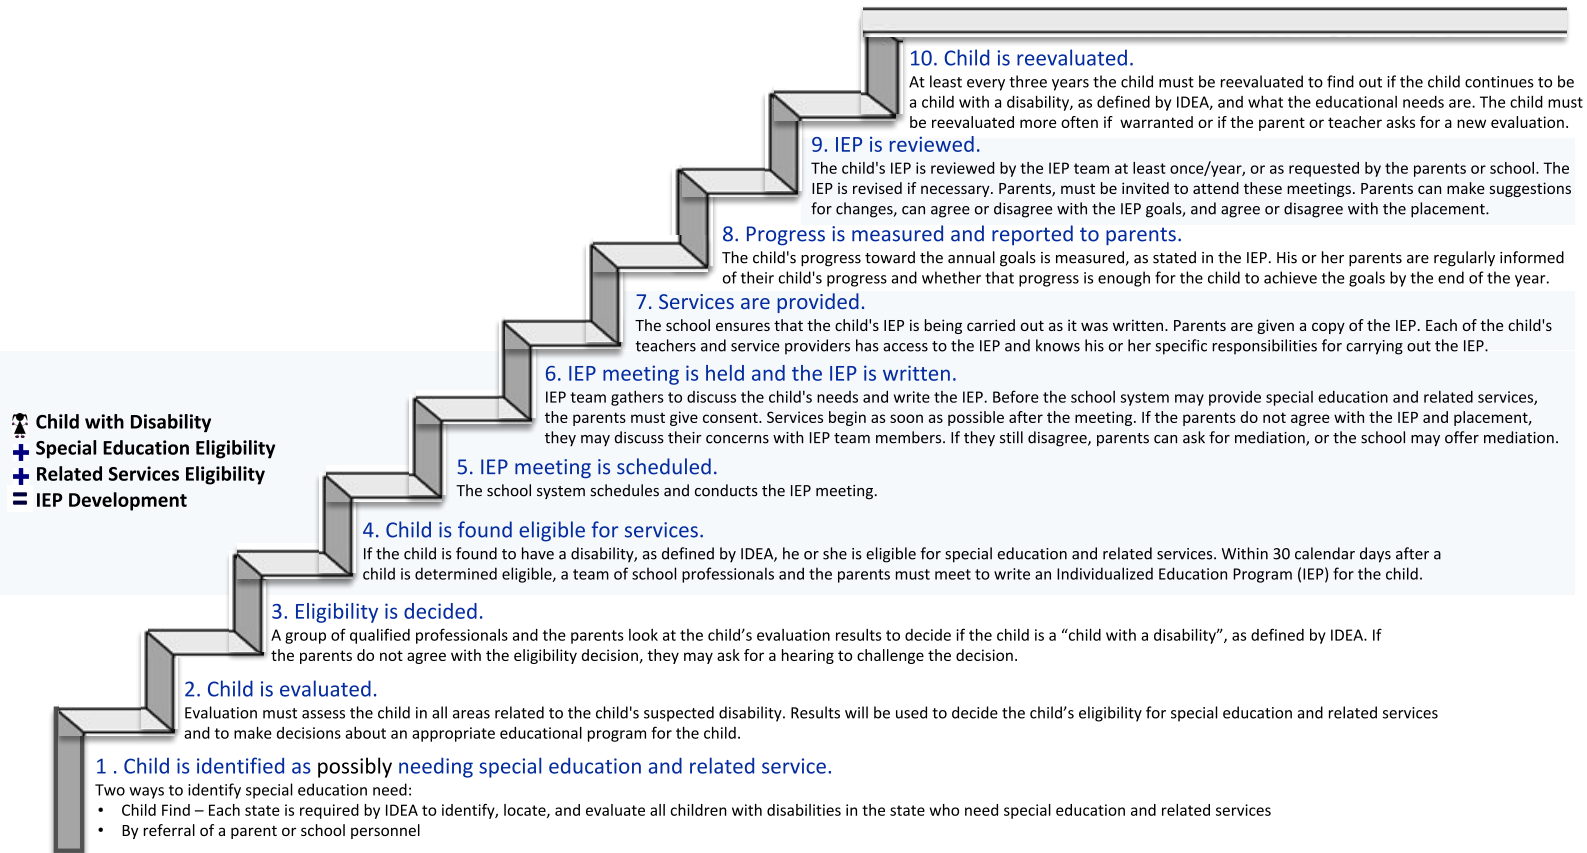 10. Child is reevaluated.
At least every three years the child must be reevaluated to find out if the child continues to be
a child with a disability, as defined by IDEA, and what the educational needs are. The child must
be reevaluated more often if warranted or if the parent or teacher asks for a new evaluation.
9. IEP is reviewed.
The child's IEP is reviewed by the IEP team at least once/year, or as requested by the parents or school. The
IEP is revised if necessary. Parents, must be invited to attend these meetings. Parents can make suggestions
for changes, can agree or disagree with the IEP goals, and agree or disagree with the placement.
8. Progress is measured and reported to parents.
The child's progress toward the annual goals is measured, as stated in the IEP. His or her parents are regularly informed
of their child's progress and whether that progress is enough for the child to achieve the goals by the end of the year.
7. Services are provided.
The school ensures that the child's IEP is being carried out as it was written. Parents are given a copy of the IEP. Each of the child's
teachers and service providers has access to the IEP and knows his or her specific responsibilities for carrying out the IEP.
6. IEP meeting is held and the IEP is written.
IEP team gathers to discuss the child's needs and write the IEP. Before the school system may provide special education and related services,
the parents must give consent. Services begin as soon as possible after the meeting. If the parents do not agree with the IEP and placement,
they may discuss their concerns with IEP team members. If they still disagree, parents can ask for mediation, or the school may offer mediation.
Child with Disability
+ Special Education Eligibility
+ Related Services Eligibility
= IEP Development
5. IEP meeting is scheduled.
The school system schedules and conducts the IEP meeting.
4. Child is found eligible for services.
If the child is found to have a disability, as defined by IDEA, he or she is eligible for special education and related services. Within 30 calendar days after a
child is determined eligible, a team of school professionals and the parents must meet to write an Individualized Education Program (IEP) for the child.
3. Eligibility is decided.
A group of qualified professionals and the parents look at the child’s evaluation results to decide if the child is a “child with a disability”, as defined by IDEA. If
the parents do not agree with the eligibility decision, they may ask for a hearing to challenge the decision.
2. Child is evaluated.
Evaluation must assess the child in all areas related to the child's suspected disability. Results will be used to decide the child’s eligibility for special education and related services
and to make decisions about an appropriate educational program for the child.
1 . Child is identified as possibly needing special education and related service.
Two ways to identify special education need:
• Child Find – Each state is required by IDEA to identify, locate, and evaluate all children with disabilities in the state who need special education and related services
• By referral of a parent or school personnel